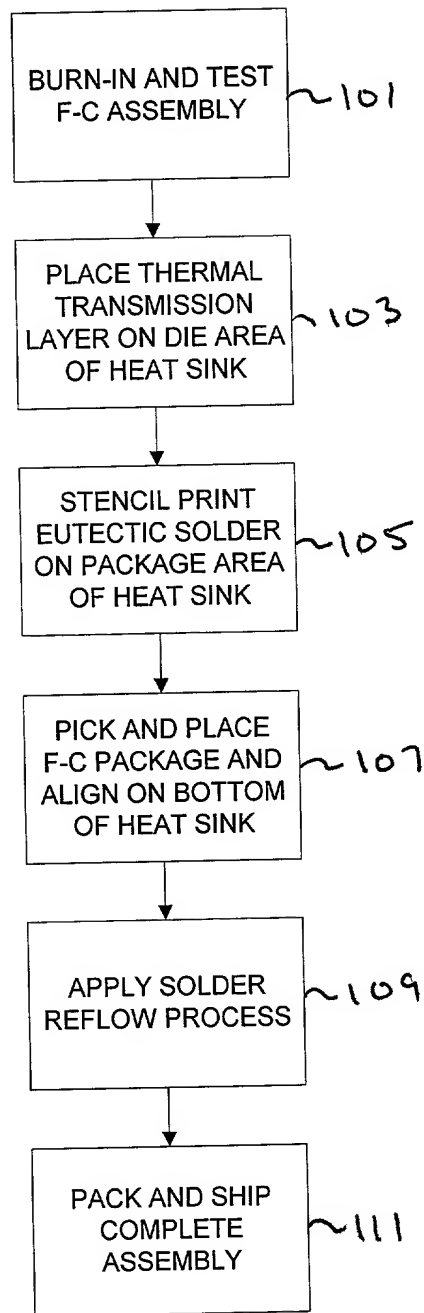 BURN-IN AND TEST
F-C ASSEMBLY
101
PLACE THERMAL
TRANSMISSION
LAYER ON DIE AREA
OF HEAT SINK
103
STENCIL PRINT
EUTECTIC SOLDER
ON PACKAGE AREA
OF HEAT SINK
105
PICK AND PLACE
F-C PACKAGE AND
ALIGN ON BOTTOM
OF HEAT SINK
107
APPLY SOLDER
REFLOW PROCESS
109
PACK AND SHIP
COMPLETE
ASSEMBLY
111